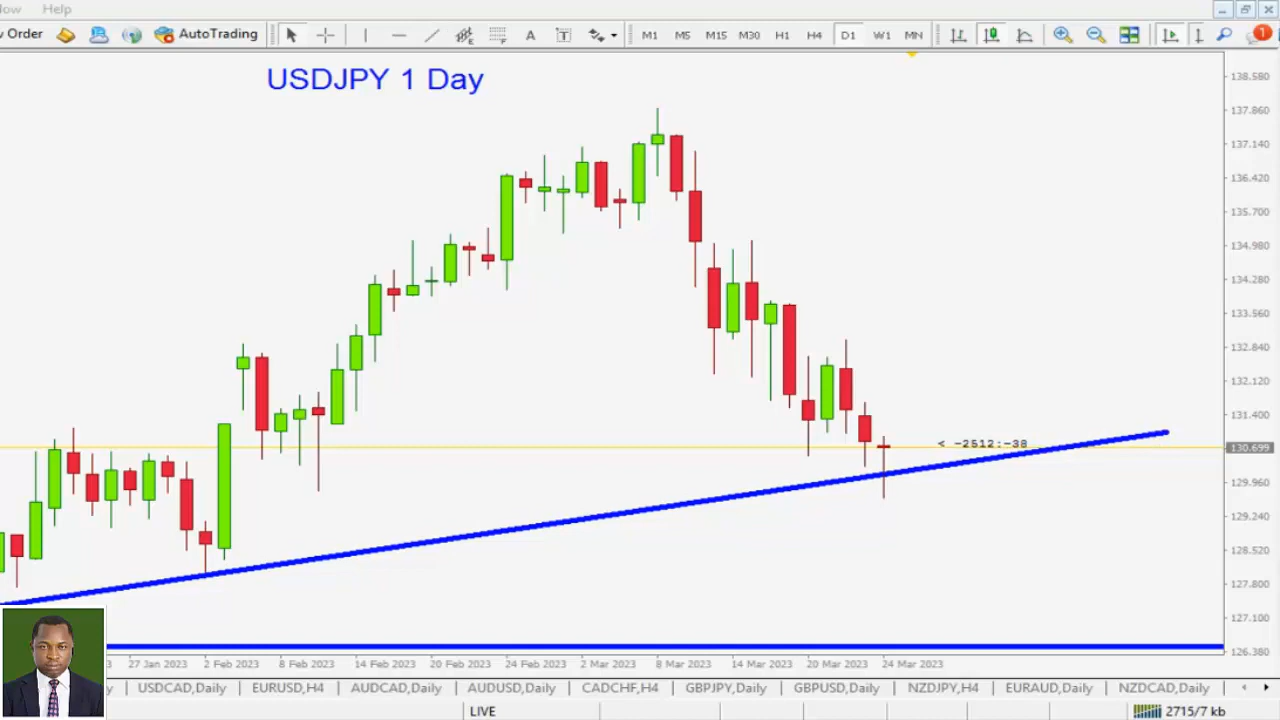 Help
Order
AutoTrading
A
T
M1
M5
M15
M30
H1
H4
D1
W1
MN
1
USDJPY 1 Day
138.580
137.860
137.140
136.420
135.700
134.980
134.280
133.560
132.840
132.120
131.400
130.699
129.960
129.240
128.520
127.800
127.100
126.380
< -2512:-38
27 Jan 2023
2 Feb 2023
8 Feb 2023
14 Feb 2023
20 Feb 2023
24 Feb 2023
2 Mar 2023
8 Mar 2023
14 Mar 2023
20 Mar 2023
24 Mar 2023
USDCAD,Daily
EURUSD,H4
AUDCAD,Daily
AUDUSD,Daily
CADCHF,H4
GBPJPY,Daily
GBPUSD,Daily
NZDJPY,H4
EURAUD,Daily
NZDCAD,Daily
LIVE
2715/7 kb